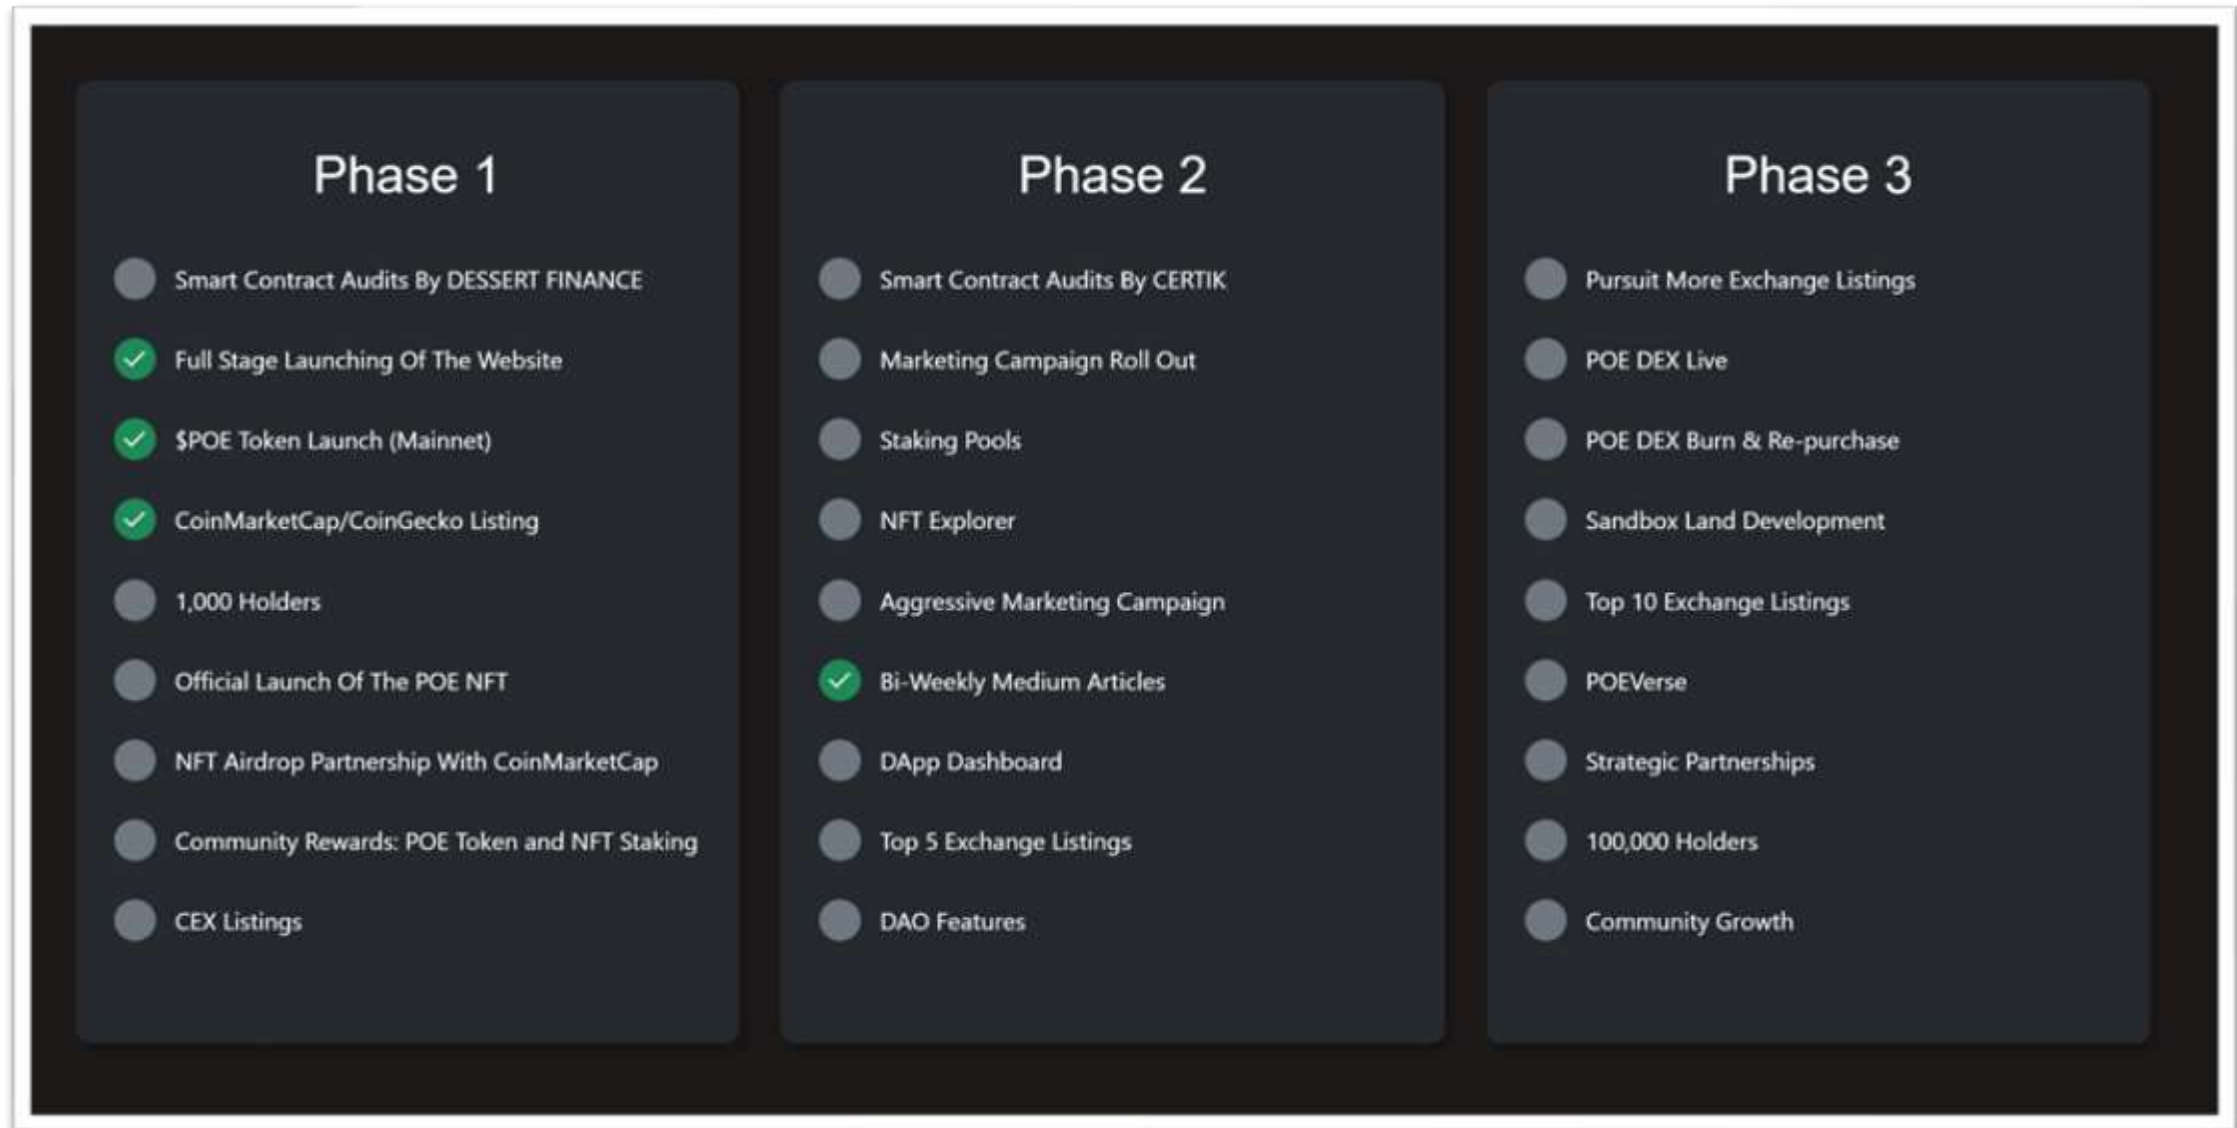 Phase 1
Smart Contract Audits By DESSERT FINANCE
Full Stage Launching Of The Website
$POE Token Launch (Mainnet)
CoinMarketCap/CoinGecko Listing
1,000 Holders
Official Launch Of The POE NFT
NFT Airdrop Partnership With CoinMarketCap
Community Rewards: POE Token and NFT Staking
CEX Listings
Phase 2
Smart Contract Audits By CERTIK
Marketing Campaign Roll Out
Staking Pools
NFT Explorer
Aggressive Marketing Campaign
Bi-Weekly Medium Articles
DApp Dashboard
Top 5 Exchange Listings
DAO Features
Phase 3
Pursuit More Exchange Listings
POE DEX Live
POE DEX Burn & Re-purchase
Sandbox Land Development
Top 10 Exchange Listings
POEVerse
Strategic Partnerships
100,000 Holders
Community Growth